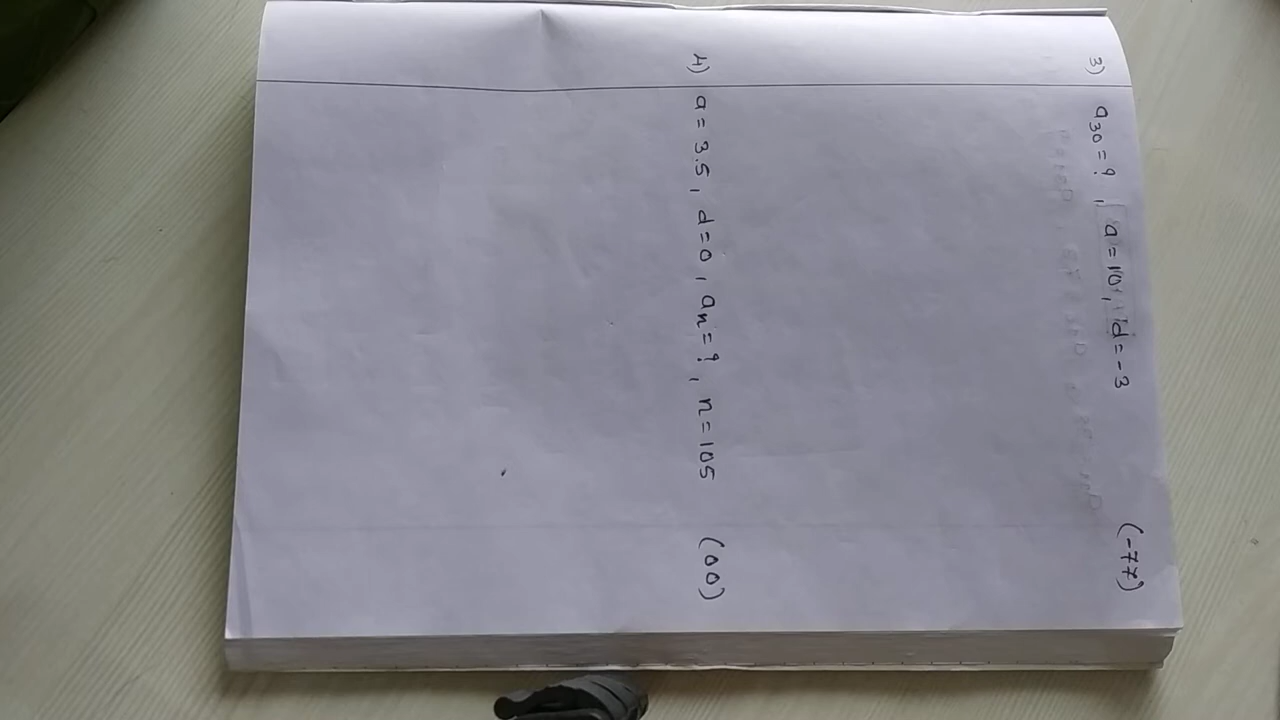 3) a30 = ? , a = 10, d = -3 (-77)
4) a = 3.5, d = 0, an = ?, n = 105 (00)